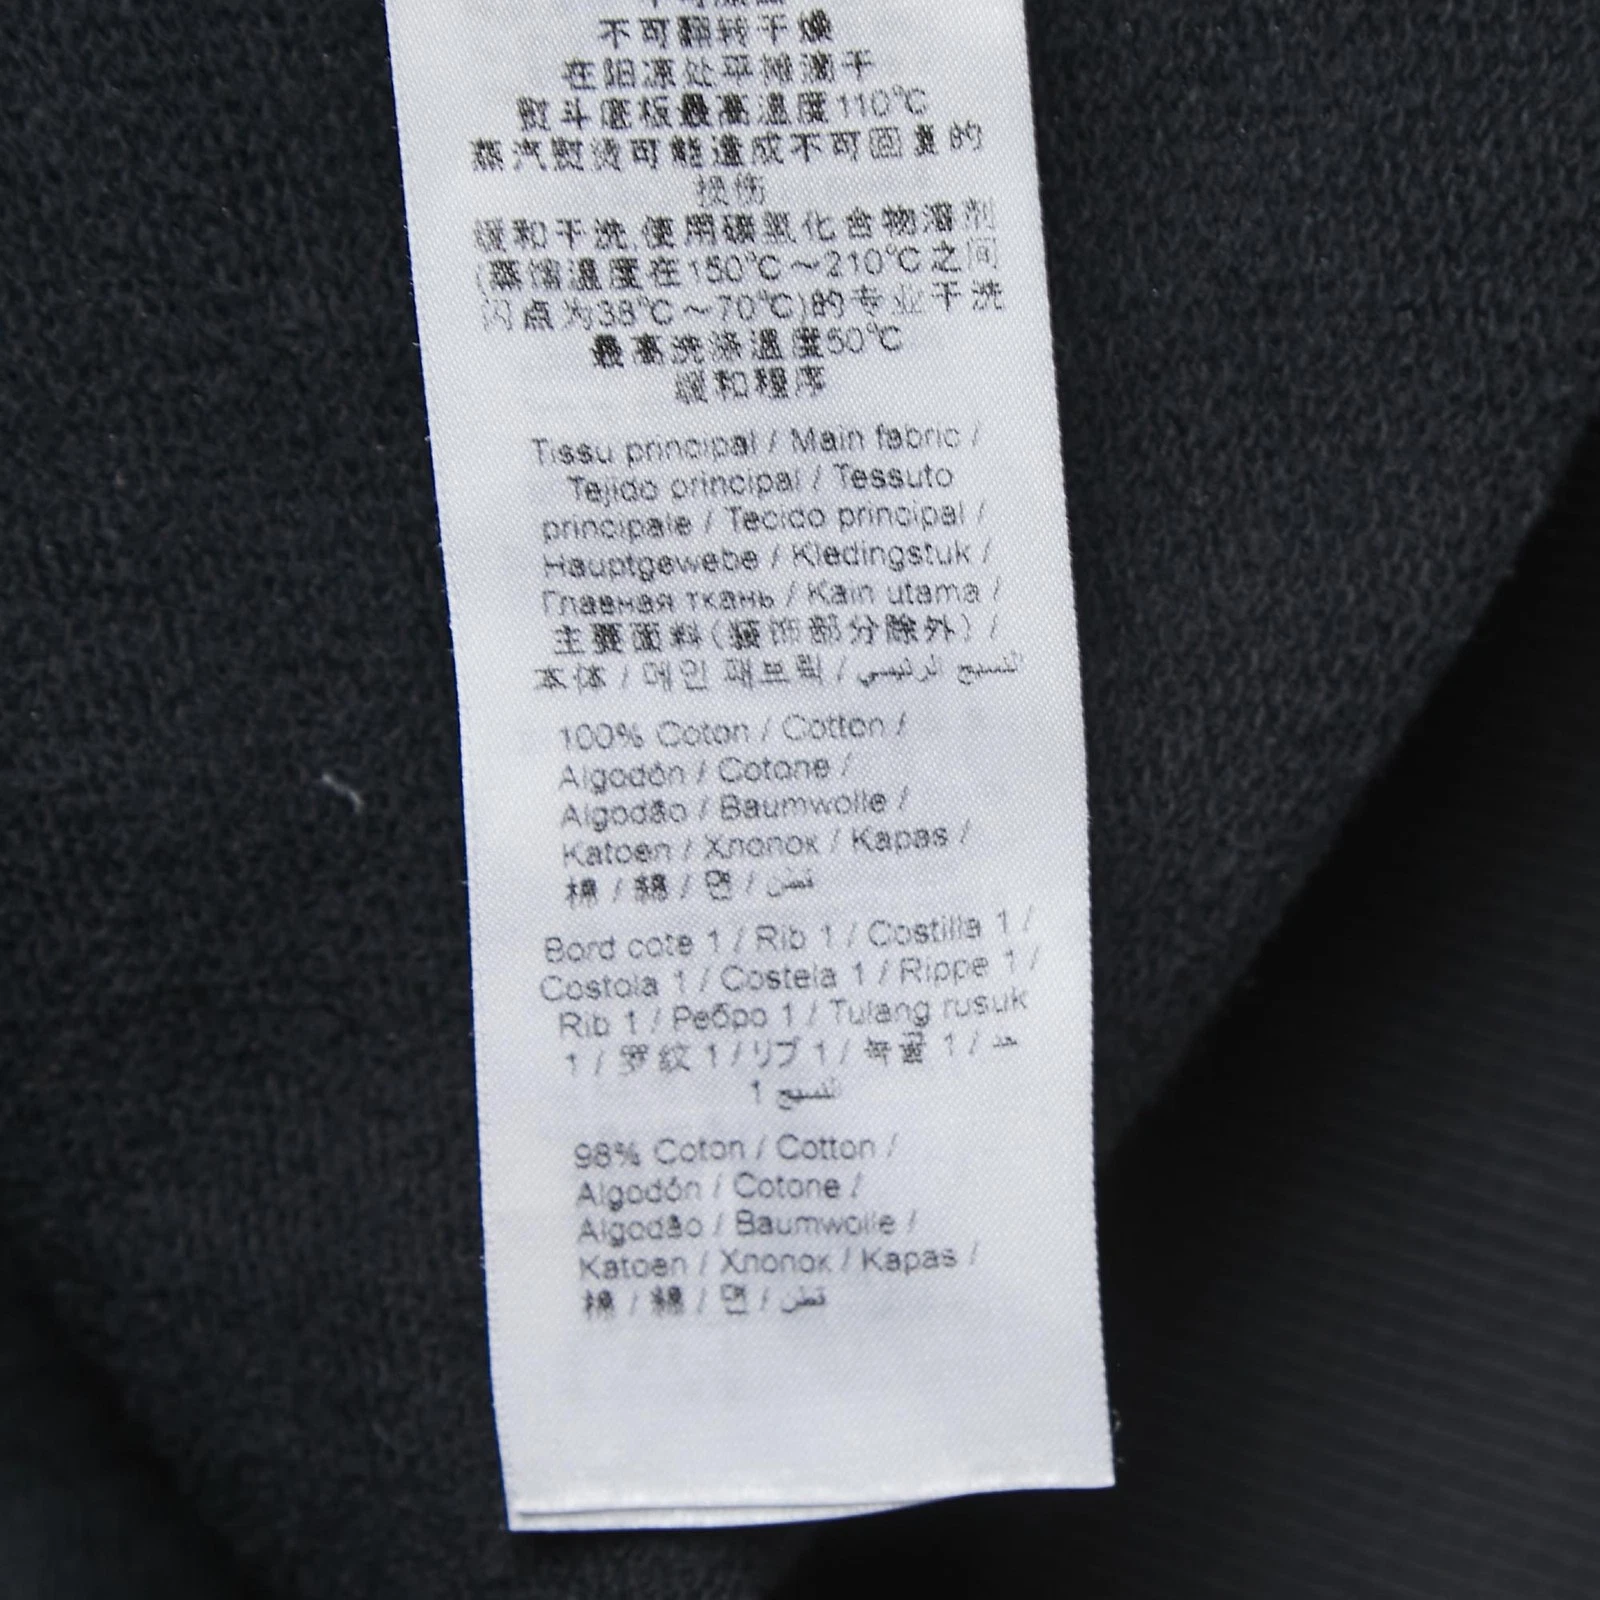 不可翻转干燥
在阳凉处平摊滴干
熨斗底板最高温度110℃
蒸汽熨烫可能造成不可回复的
损伤
缓和干洗,使用碳氢化合物溶剂
(蒸馏温度在150℃～210℃之间
闪点为38℃～70℃)的专业干洗
最高洗涤温度50℃
缓和程序
Tissu principal / Main fabric /
Tejido principal / Tessuto
principale / Tecido principal /
Hauptgewebe / Kledingstuk /
Главная ткань / Kain utama /
主要面料(装饰部分除外) /
本体 / 메인 패브릭 / النسيج الرئيسي
100% Coton / Cotton /
Algodón / Cotone /
Algodão / Baumwolle /
Katoen / Хлопок / Kapas /
棉 / 綿 / 면 / قطن
Bord cote 1 / Rib 1 / Costilla 1 /
Costola 1 / Costela 1 / Rippe 1 /
Rib 1 / Ребро 1 / Tulang rusuk
1 / 罗纹 1 / リブ 1 / 늑골 1 / حد
النسيج 1
98% Coton / Cotton /
Algodón / Cotone /
Algodão / Baumwolle /
Katoen / Хлопок / Kapas /
棉 / 綿 / 면 / قطن